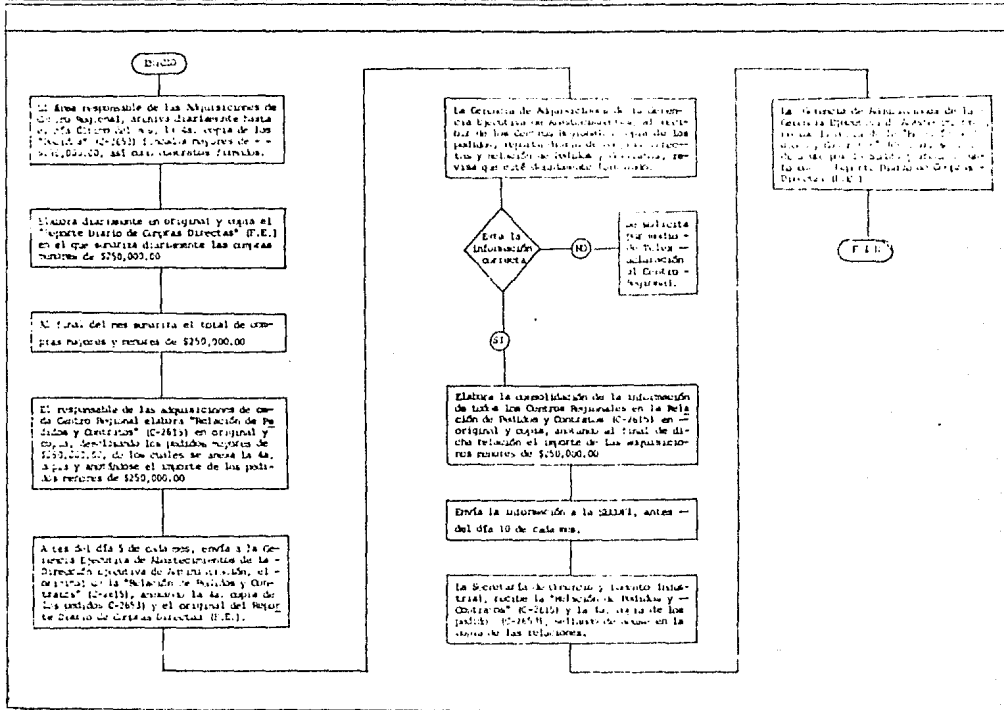 INICIO
El Área responsable de las Adquisiciones de
Centro Regional, archiva diariamente hasta
el día último del mes, la 4a. copia de los
"Pedidos" (C-2653) fincados mayores de
$250,000.00, así como contratos firmados.
Elabora diariamente en original y copia el
"Reporte Diario de Compras Directas" (F.E.)
en el que sumariza diariamente las compras
menores de $250,000.00
Al final del mes sumariza el total de com-
pras mayores y menores de $250,000.00
El responsable de las adquisiciones de ca-
da Centro Regional elabora "Relación de Pe
didos y Contratos" (C-2615) en original y
copia, detallando los pedidos mayores de
$250,000.00, de los cuales se anexa la 4a.
copia y anotándose el importe de los pedi-
dos menores de $250,000.00
Antes del día 5 de cada mes, envía a la Ge-
rencia Ejecutiva de Abastecimientos de la -
Dirección Ejecutiva de Administración, el -
original de la "Relación de Pedidos y Con-
tratos" (C-2615), anexando la 4a. copia de
los pedidos C-2653 y el original del Repor
te Diario de Compras Directas (F.E.).
La Gerencia de Adquisiciones de la Gerencia
Ejecutiva de Abastecimientos, al
de los Centros Regionales copia de los
pedidos, reporte diario de compras direc-
tas y relación de Pedidos y Contratos, re-
visa que esté debidamente
Esta la
información
correcta
NO
Se solicita
por medio -
de Telex -
aclaración
al Centro -
Regional.
SI
Elabora la consolidación de la información
de todos los Centros Regionales en la Rela
ción de Pedidos y Contratos (C-2615) en -
original y copia, anotando al final de di-
cha relación el importe de las adquisicio-
nes menores de $250,000.00
Envía la información a la antes -
del día 10 de cada mes.
La Secretaría de Comercio y Fomento Indus-
trial, recibe la "Relación de Pedidos y -
Contratos" (C-2615) y la 4a. copia de los
pedidos (C-2653), sellando de acuse en la
copia de las relaciones.
La Gerencia de Adquisiciones de la
Gerencia Ejecutiva de
Reporte Diario de Compras -
Directas (F.E.)
F I N